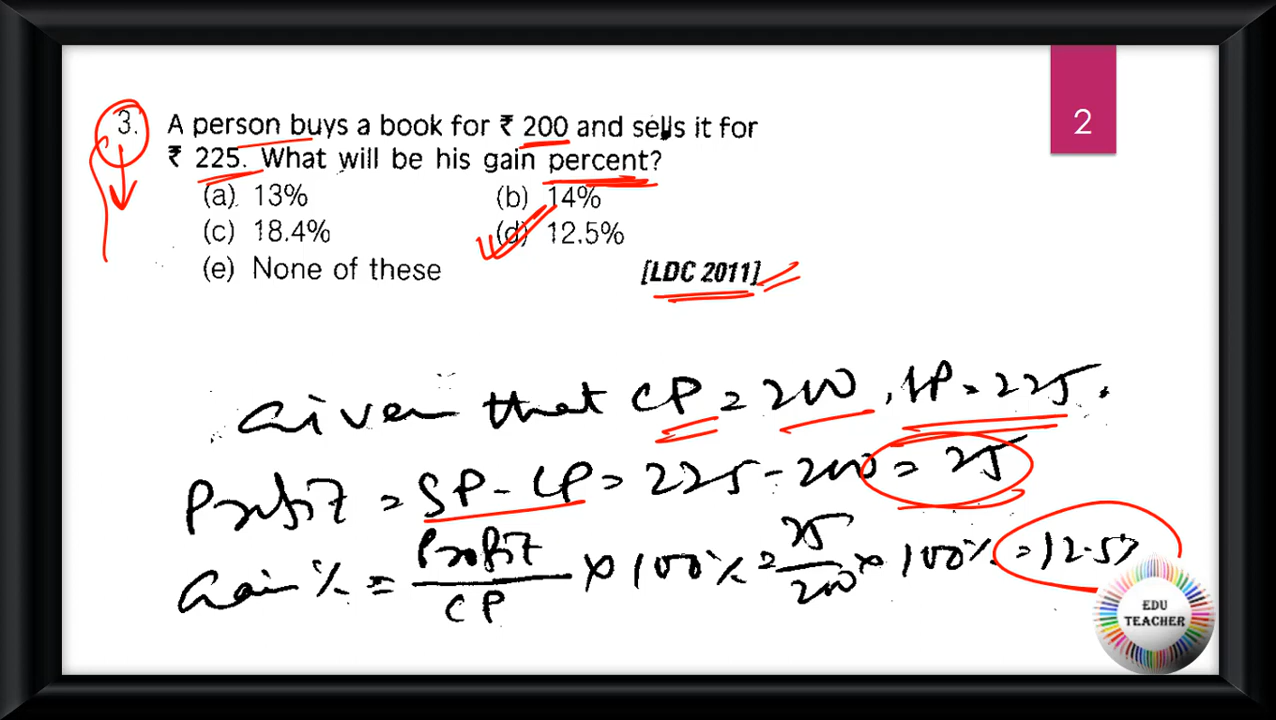 2
3. A person buys a book for ₹ 200 and sells it for
₹ 225. What will be his gain percent?
(a) 13% (b) 14%
(c) 18.4% (d) 12.5%
(e) None of these [LDC 2011]
Given that CP = 200, SP = 225.
Profit = SP - CP = 225 - 200 = 25
Gain % = Profit/CP × 100% = 25/200 × 100% = 12.5%
EDU
TEACHER